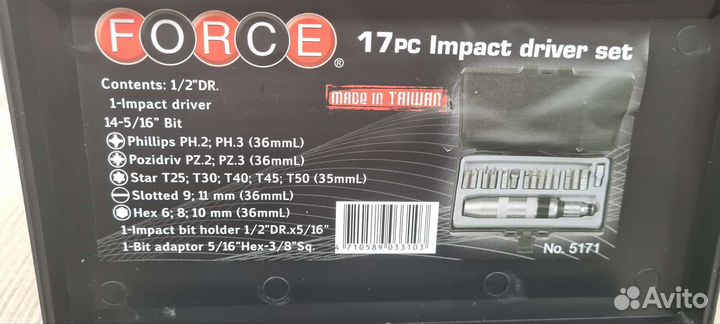 FORCE®
17PC Impact driver set
Contents: 1/2"DR.
1-Impact driver
14-5/16" Bit
Phillips PH.2; PH.3 (36mmL)
Pozidriv PZ.2; PZ.3 (36mmL)
Star T25; T30; T40; T45; T50 (35mmL)
Slotted 9; 11 mm (36mmL)
Hex 6; 8; 10 mm (36mmL)
1-Impact bit holder 1/2"DR.x5/16"
1-Bit adaptor 5/16"Hex-3/8"Sq.
MADE IN TAIWAN
4 710589 033103
No. 5171
Avito